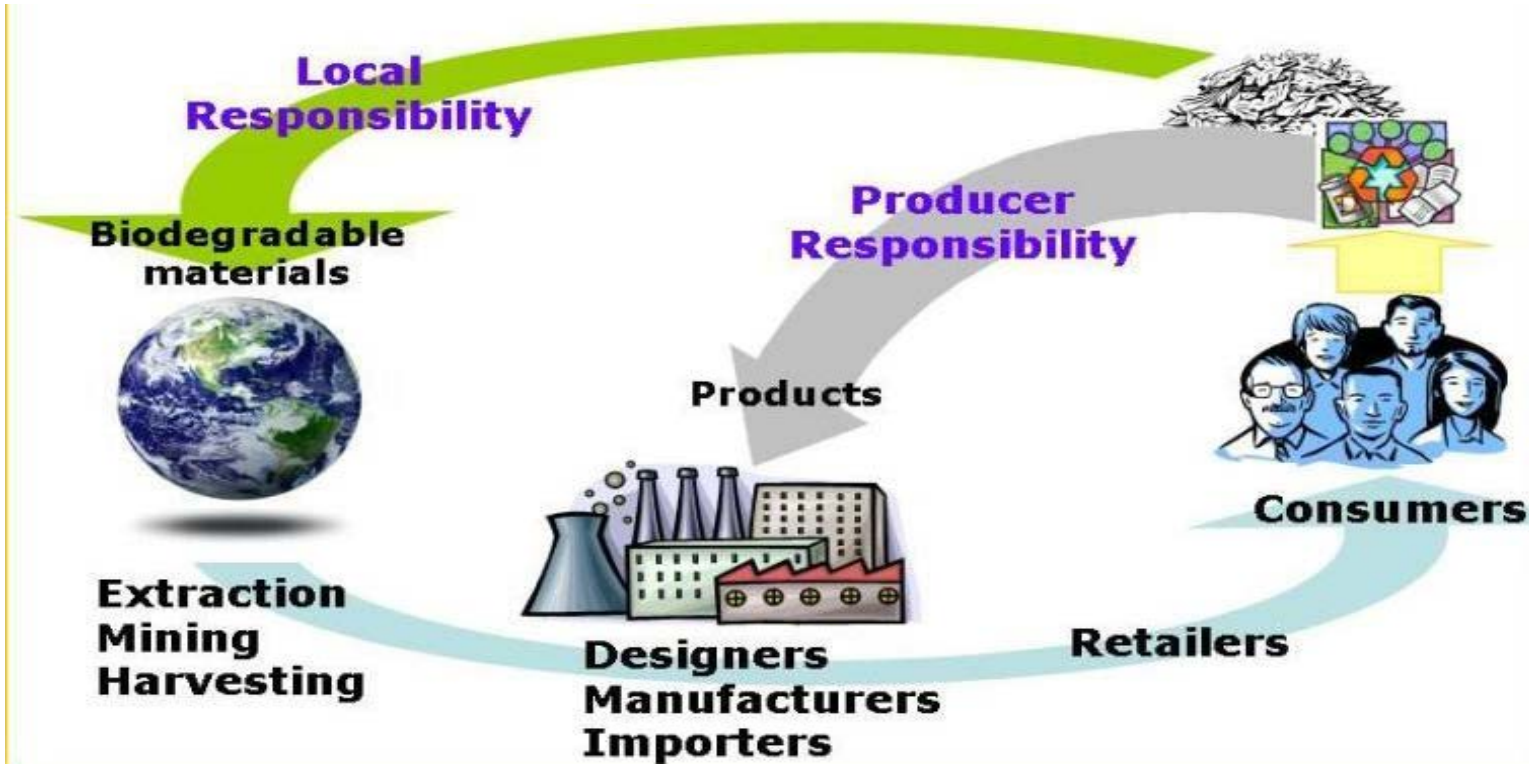 Local
Responsibility
Producer
Responsibility
Biodegradable
materials
Products
Consumers
Extraction
Mining
Harvesting
Designers
Manufacturers
Importers
Retailers